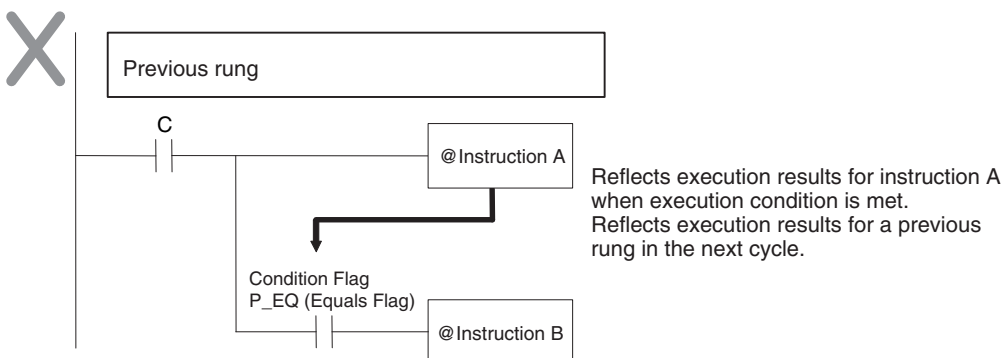 Previous rung
C
@Instruction A
Reflects execution results for instruction A
when execution condition is met.
Reflects execution results for a previous
rung in the next cycle.
Condition Flag
P_EQ (Equals Flag)
@Instruction B